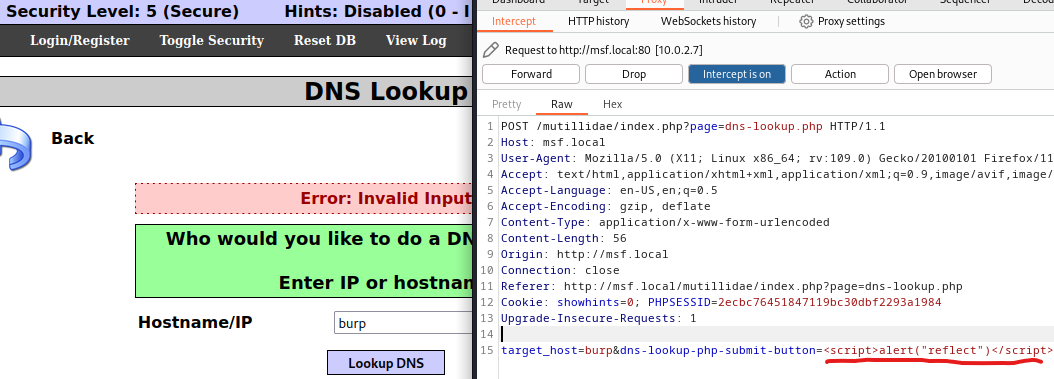 Security Level: 5 (Secure) Hints: Disabled (0 - I
Login/Register Toggle Security Reset DB View Log
DNS Lookup
Back
Error: Invalid Input
Who would you like to do a DN
Enter IP or hostnam
Hostname/IP burp
Lookup DNS
Dashboard Target Proxy Intruder Repeater Collaborator Sequencer
Intercept HTTP history WebSockets history Proxy settings
Request to http://msf.local:80 [10.0.2.7]
Forward Drop Intercept is on Action Open browser
Pretty Raw Hex
1 POST /mutillidae/index.php?page=dns-lookup.php HTTP/1.1
2 Host: msf.local
3 User-Agent: Mozilla/5.0 (X11; Linux x86_64; rv:109.0) Gecko/20100101 Firefox/11
4 Accept: text/html,application/xhtml+xml,application/xml;q=0.9,image/avif,image/
5 Accept-Language: en-US,en;q=0.5
6 Accept-Encoding: gzip, deflate
7 Content-Type: application/x-www-form-urlencoded
8 Content-Length: 56
9 Origin: http://msf.local
10 Connection: close
11 Referer: http://msf.local/mutillidae/index.php?page=dns-lookup.php
12 Cookie: showhints=0; PHPSESSID=2ecbc76451847119bc30dbf2293a1984
13 Upgrade-Insecure-Requests: 1
14
15 target_host=burp&dns-lookup-php-submit-button=<script>alert("reflect")</script>